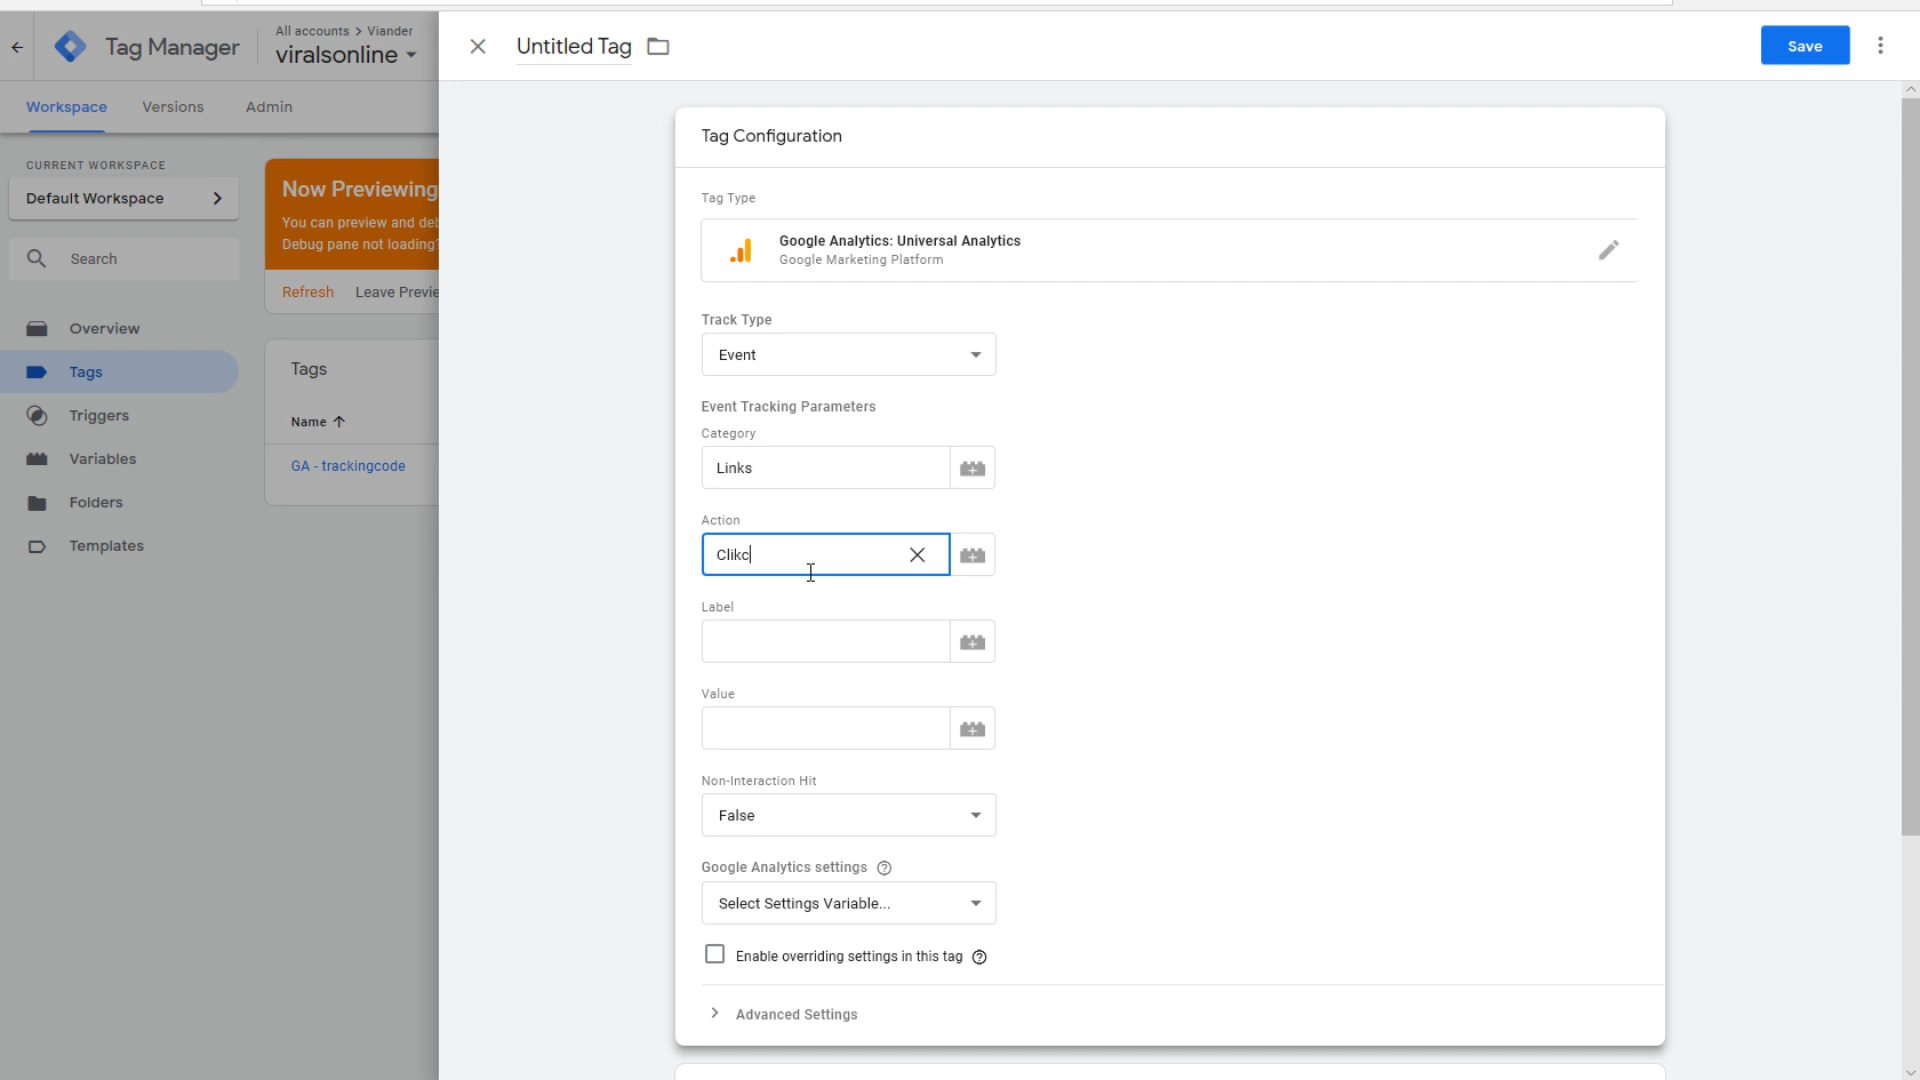 Tag Manager
All accounts > Viander
viralsonline
Untitled Tag
Save
Workspace
Versions
Admin
CURRENT WORKSPACE
Default Workspace
Search
Overview
Tags
Triggers
Variables
Folders
Templates
Now Previewing
You can preview and deb
Debug pane not loading?
Refresh
Leave Previe
Tags
Name
GA - trackingcode
Tag Configuration
Tag Type
Google Analytics: Universal Analytics
Google Marketing Platform
Track Type
Event
Event Tracking Parameters
Category
Links
Action
Clikc
Label
Value
Non-Interaction Hit
False
Google Analytics settings
Select Settings Variable...
Enable overriding settings in this tag
Advanced Settings